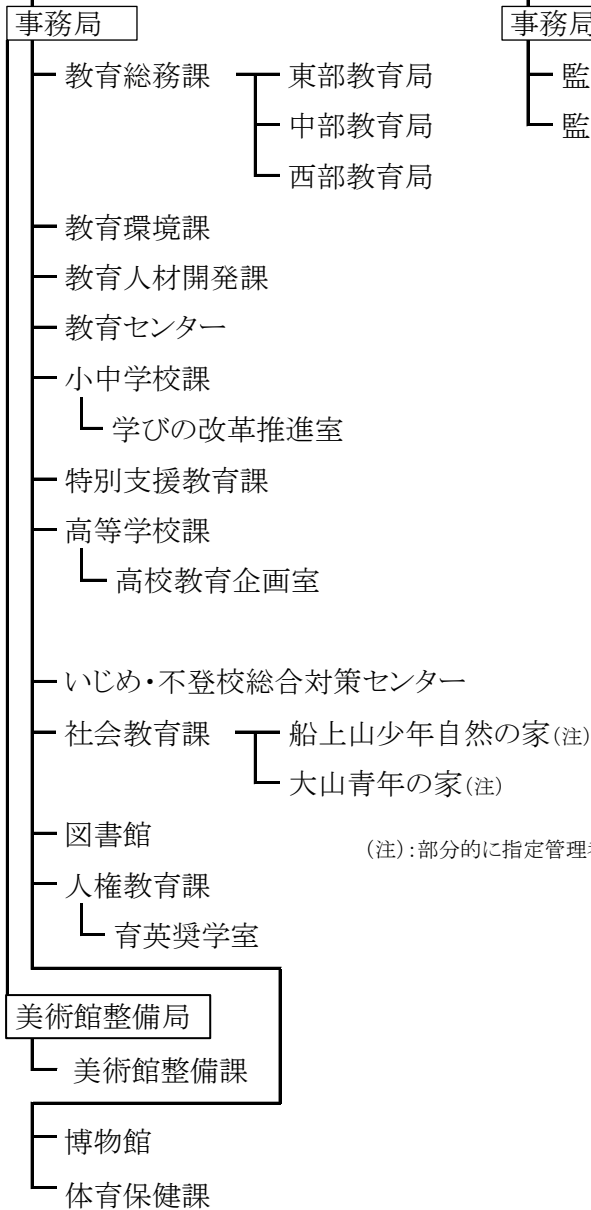 事務局
教育総務課
東部教育局
中部教育局
西部教育局
教育環境課
教育人材開発課
教育センター
小中学校課
学びの改革推進室
特別支援教育課
高等学校課
高校教育企画室
いじめ・不登校総合対策センター
社会教育課
船上山少年自然の家(注)
大山青年の家(注)
図書館
(注):部分的に指定管理
人権教育課
育英奨学室
美術館整備局
美術館整備課
博物館
体育保健課
事務局
監
監